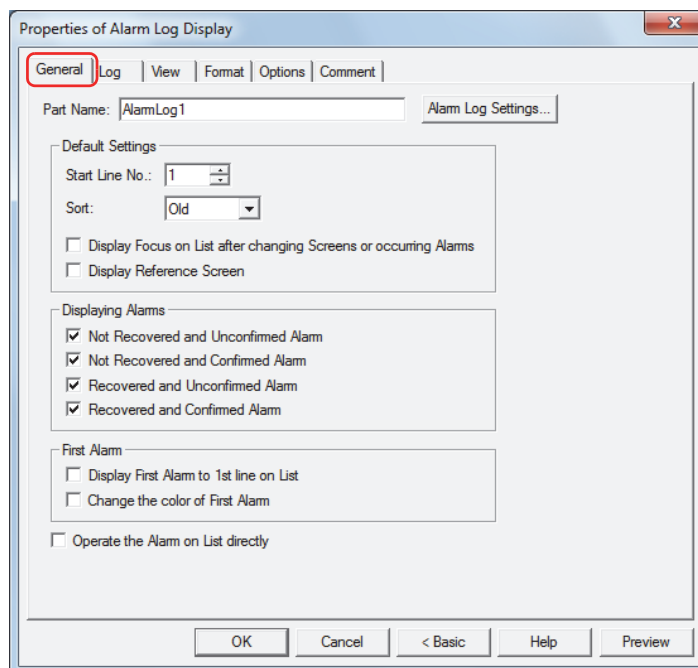 Properties of Alarm Log Display
General Log View Format Options Comment
Part Name: AlarmLog1 Alarm Log Settings...
Default Settings
Start Line No.: 1
Sort: Old
Display Focus on List after changing Screens or occurring Alarms
Display Reference Screen
Displaying Alarms
Not Recovered and Unconfirmed Alarm
Not Recovered and Confirmed Alarm
Recovered and Unconfirmed Alarm
Recovered and Confirmed Alarm
First Alarm
Display First Alarm to 1st line on List
Change the color of First Alarm
Operate the Alarm on List directly
OK Cancel < Basic Help Preview